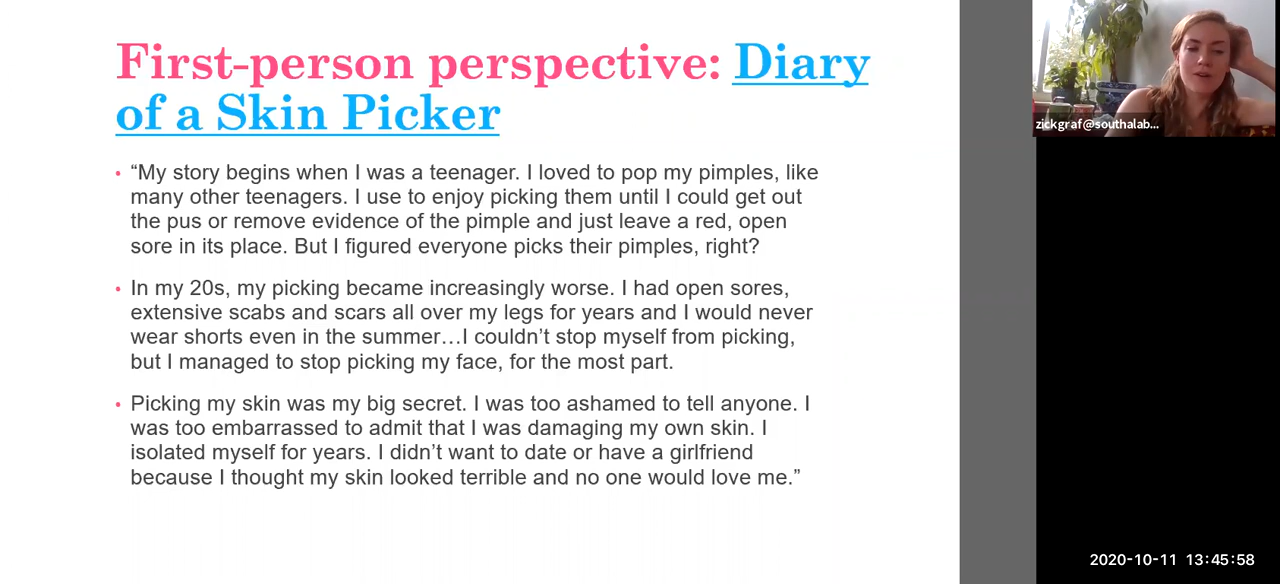 First-person perspective: Diary
of a Skin Picker
• “My story begins when I was a teenager. I loved to pop my pimples, like
many other teenagers. I use to enjoy picking them until I could get out
the pus or remove evidence of the pimple and just leave a red, open
sore in its place. But I figured everyone picks their pimples, right?
• In my 20s, my picking became increasingly worse. I had open sores,
extensive scabs and scars all over my legs for years and I would never
wear shorts even in the summer…I couldn’t stop myself from picking,
but I managed to stop picking my face, for the most part.
• Picking my skin was my big secret. I was too ashamed to tell anyone. I
was too embarrassed to admit that I was damaging my own skin. I
isolated myself for years. I didn’t want to date or have a girlfriend
because I thought my skin looked terrible and no one would love me.”
zickgraf@southalab...
2020-10-11 13:45:58